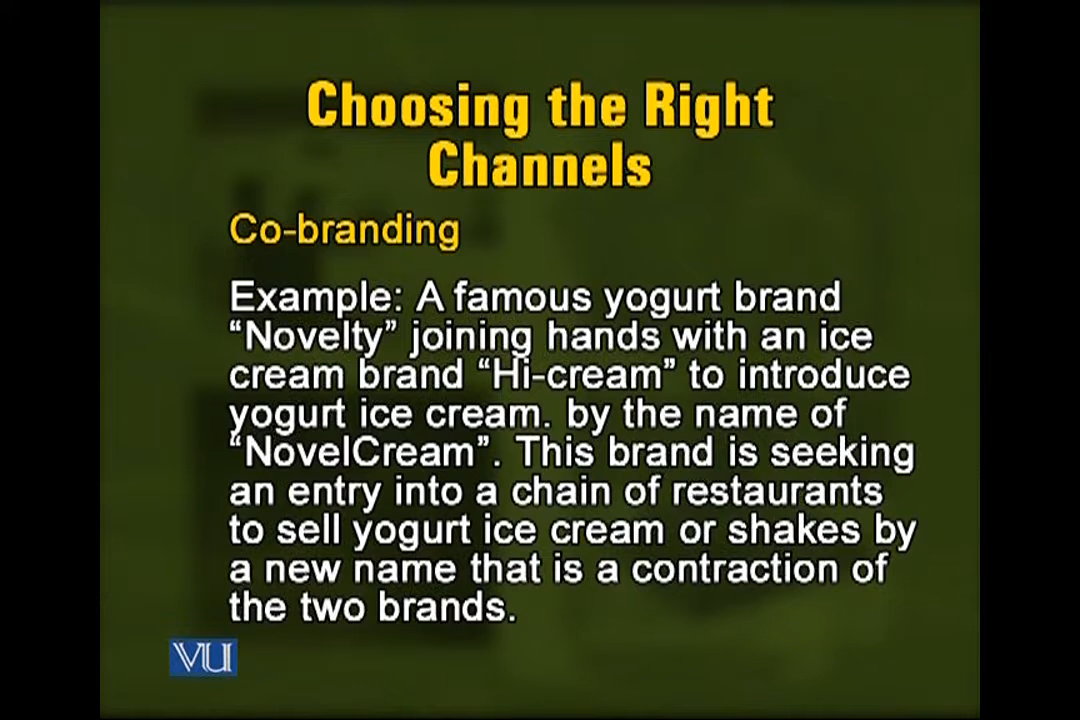 Choosing the Right
Channels
Co-branding
Example: A famous yogurt brand
“Novelty” joining hands with an ice
cream brand “Hi-cream” to introduce
yogurt ice cream. by the name of
“NovelCream”. This brand is seeking
an entry into a chain of restaurants
to sell yogurt ice cream or shakes by
a new name that is a contraction of
the two brands.
VU